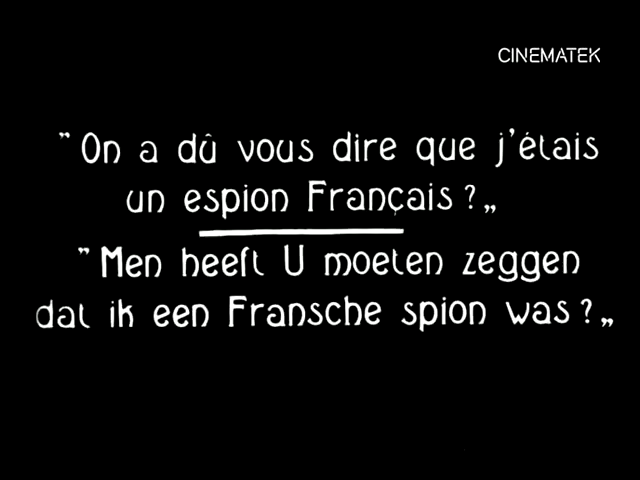 CINEMATEK
" On a dû vous dire que j'étais
un espion Français ? „
" Men heeft U moeten zeggen
dat ik een Fransche spion was ? „